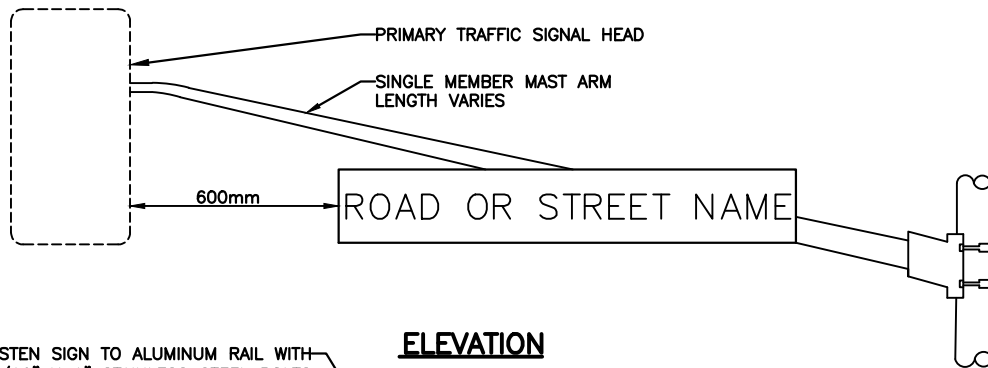 PRIMARY TRAFFIC SIGNAL HEAD
SINGLE MEMBER MAST ARM
LENGTH VARIES
600mm
ROAD OR STREET NAME
ELEVATION
STEN SIGN TO ALUMINUM RAIL WITH